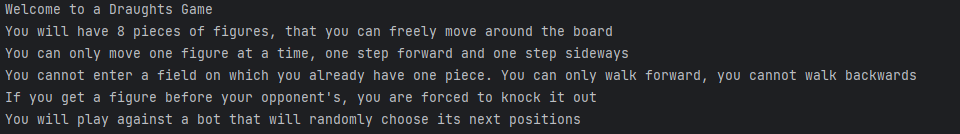 Welcome to a Draughts Game
You will have 8 pieces of figures, that you can freely move around the board
You can only move one figure at a time, one step forward and one step sideways
You cannot enter a field on which you already have one piece. You can only walk forward, you cannot walk backwards
If you get a figure before your opponent's, you are forced to knock it out
You will play against a bot that will randomly choose its next positions